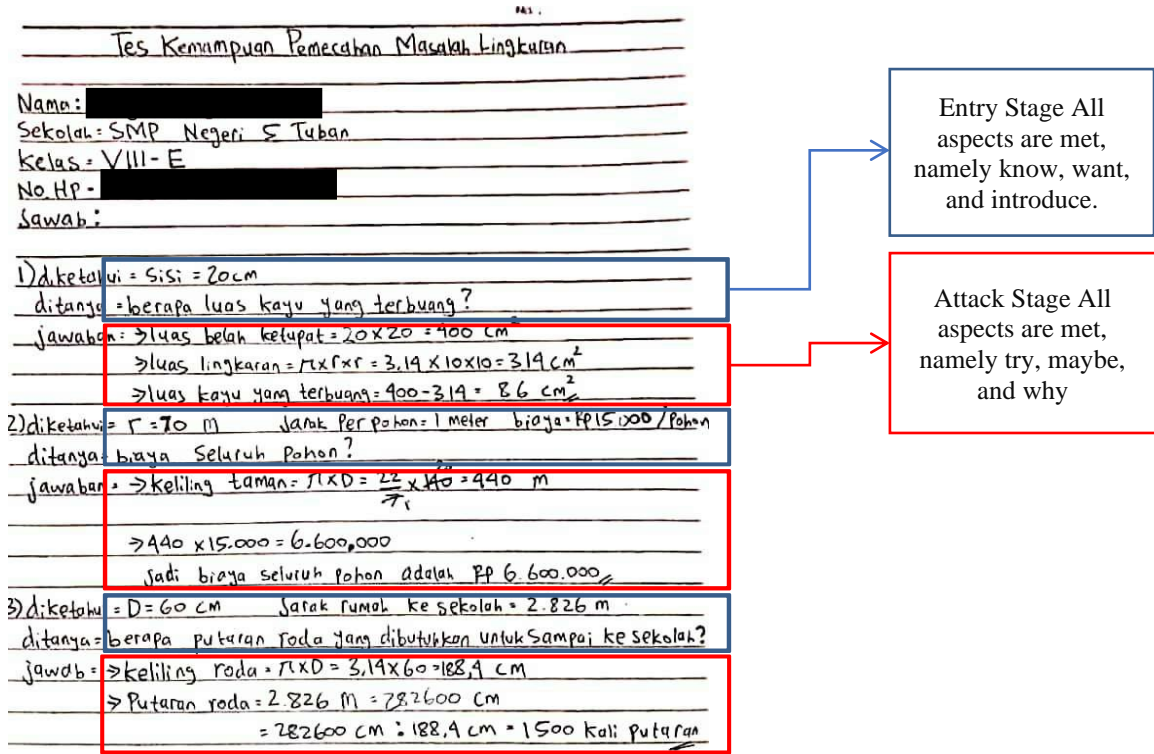 Tes Kemampuan Pemecahan Masalah Lingkaran
Nama:
Sekolah = SMP Negeri 5 Tuban
Kelas = VIII - E
No. HP -
Jawab :
1) diketahui = sisi = 20 cm
ditanya = berapa luas kayu yang terbuang?
jawaban = → luas belah ketupat = 20 x 20 = 400 cm²
→ luas lingkaran = π x r x r = 3,14 x 10 x 10 = 314 cm²
→ luas kayu yang terbuang = 400 - 314 = 86 cm²
2) diketahui = r = 70 m Jarak Per pohon = 1 meter biaya = Rp 15.000 / Pohon
ditanya = biaya Seluruh Pohon?
jawaban = → keliling taman = π x D = 22/7 x 140 = 440 m
→ 440 x 15.000 = 6.600,000
Jadi biaya seluruh pohon adalah Rp 6.600.000
3) diketahu = D = 60 cm Jarak rumah ke sekolah = 2.826 m
ditanya = berapa putaran roda yang dibutuhkan untuk Sampai ke sekolah?
jawab = → keliling roda = π x D = 3,14 x 60 = 188,4 cm
→ Putaran roda = 2.826 m = 282600 cm
= 282600 cm : 188,4 cm = 1500 kali putaran
Entry Stage All
aspects are met,
namely know, want,
and introduce.
Attack Stage All
aspects are met,
namely try, maybe,
and why